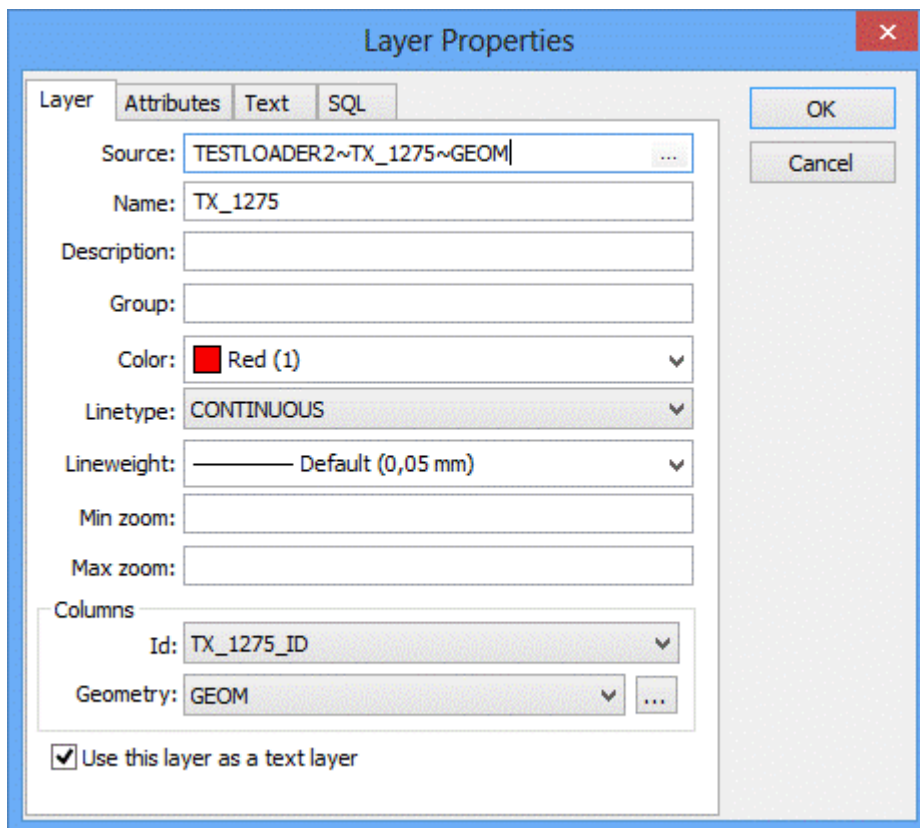 Layer Properties
Layer Attributes Text SQL
OK
Cancel
Source: TESTLOADER2~TX_1275~GEOM ...
Name: TX_1275
Description:
Group:
Color: Red (1)
Linetype: CONTINUOUS
Lineweight: Default (0,05 mm)
Min zoom:
Max zoom:
Columns
Id: TX_1275_ID
Geometry: GEOM ...
Use this layer as a text layer